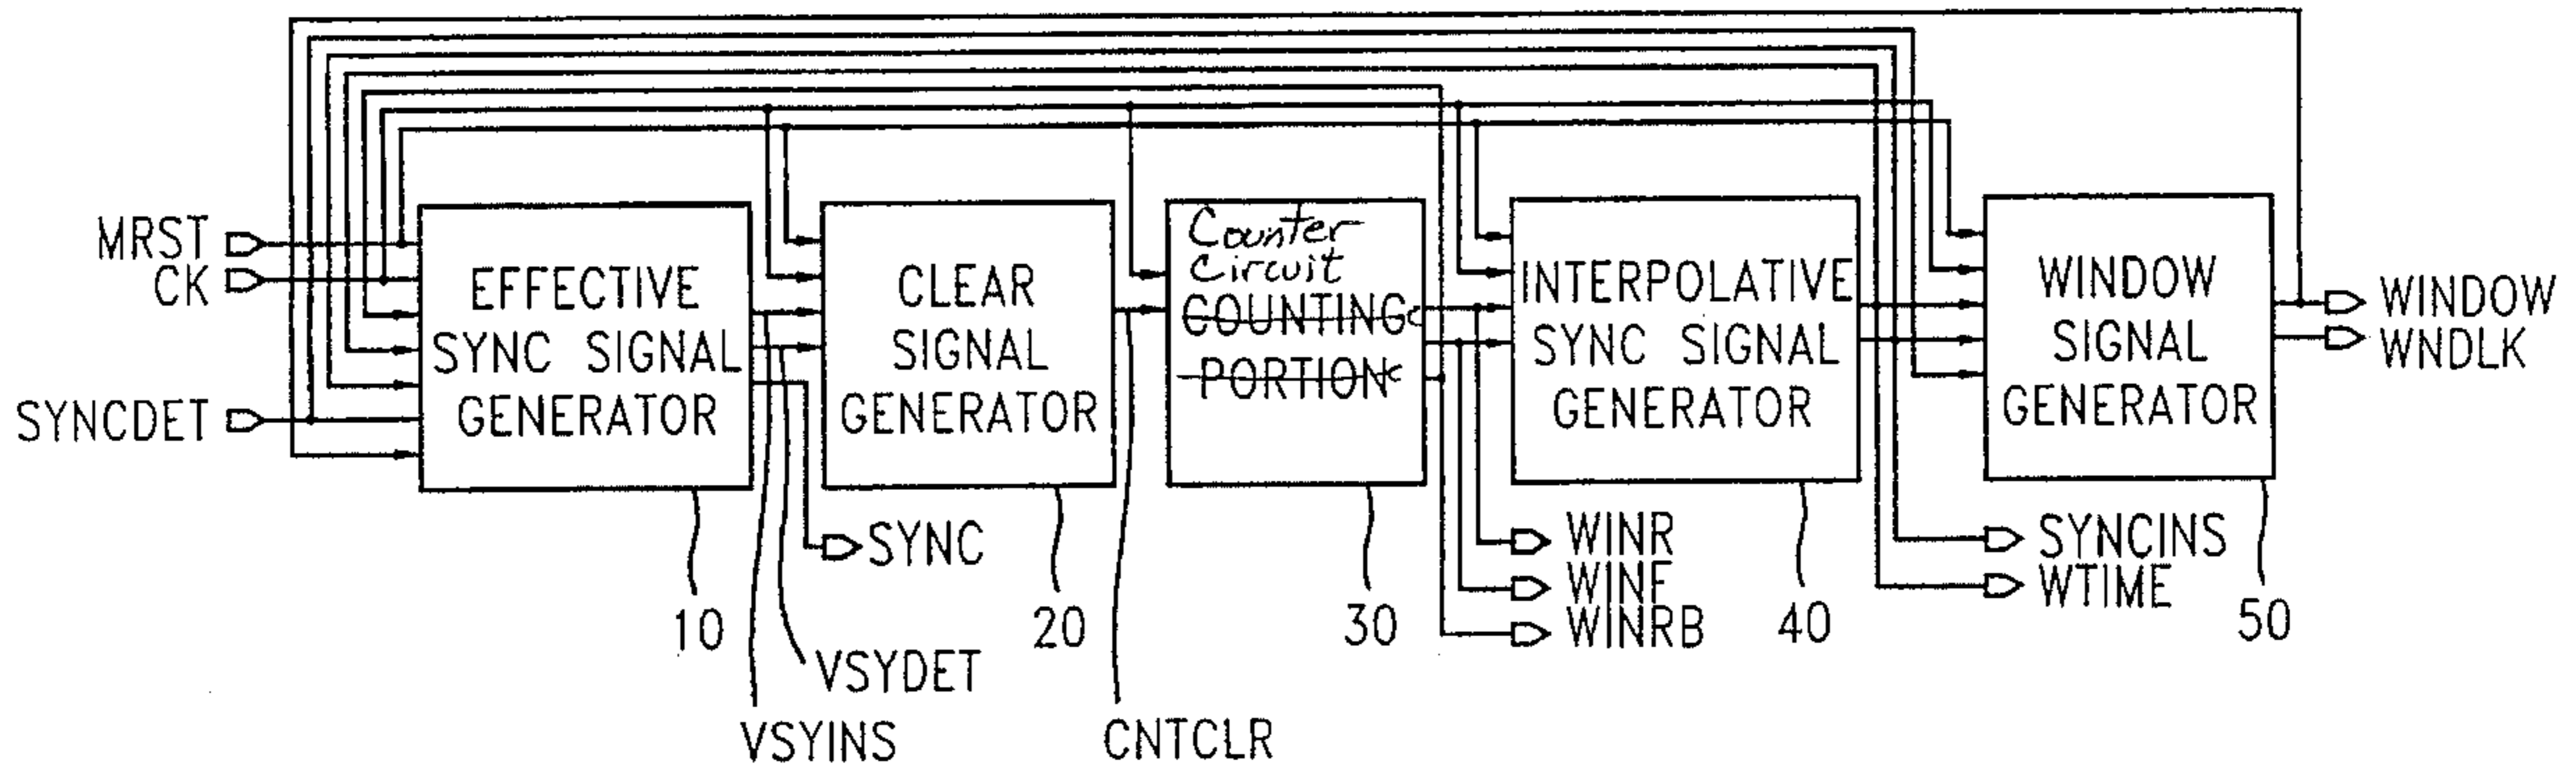 MRST
CK
SYNCDET
EFFECTIVE
SYNC SIGNAL
GENERATOR
10
VSYINS
VSYDET
SYNC
CLEAR
SIGNAL
GENERATOR
20
CNTCLR
Counter
Circuit
COUNTING
PORTION
30
WINR
WINF
WINRB
INTERPOLATIVE
SYNC SIGNAL
GENERATOR
40
SYNCINS
WTIME
WINDOW
SIGNAL
GENERATOR
50
WINDOW
WNDLK